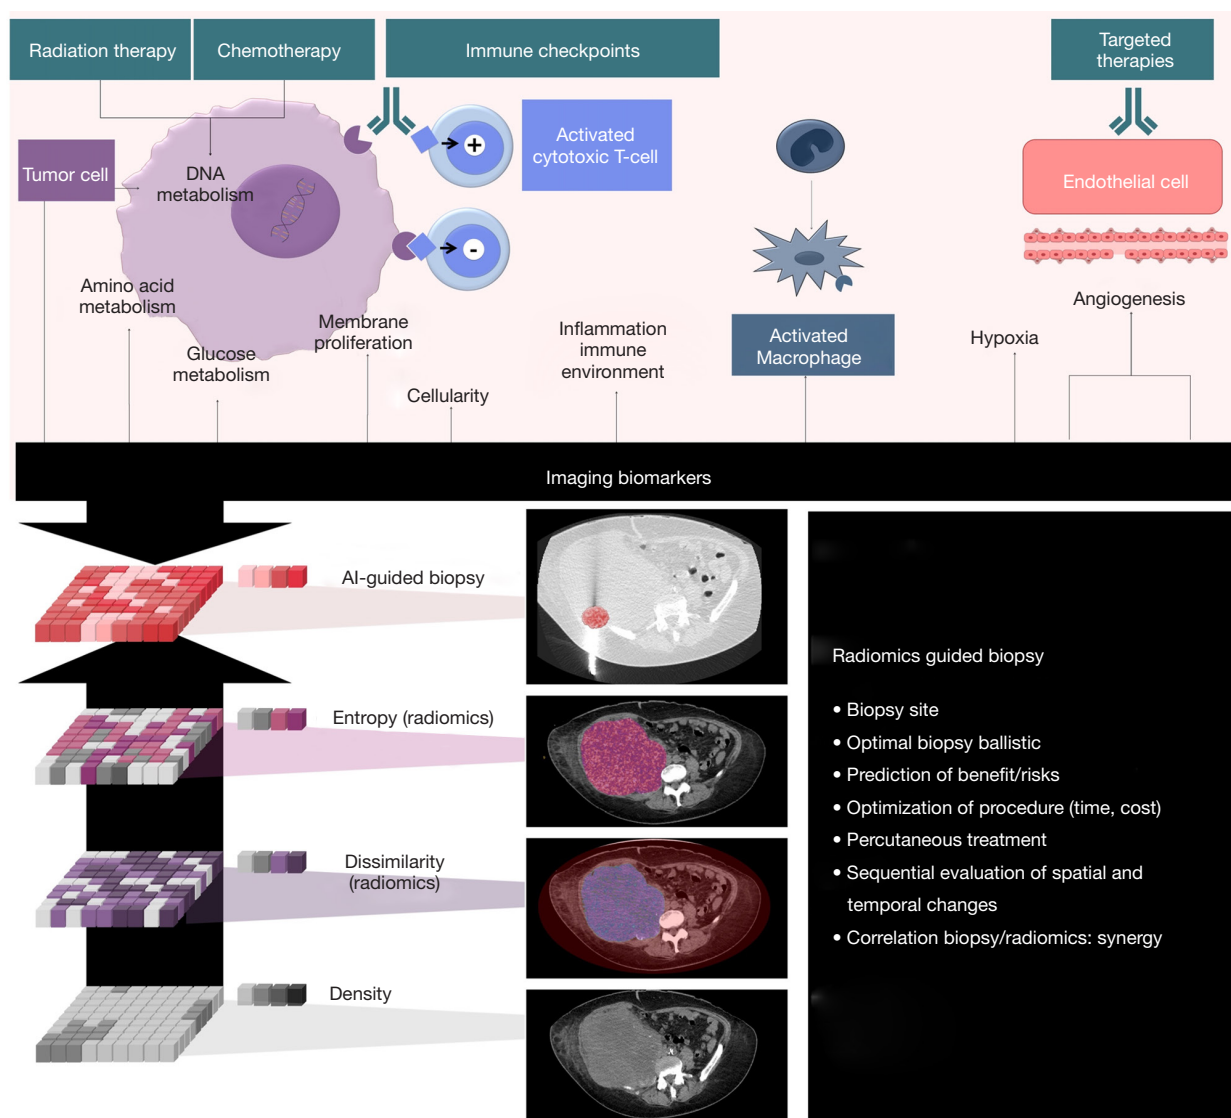 Radiation therapy
Chemotherapy
Immune checkpoints
Targeted
therapies
Tumor cell
DNA
metabolism
+
Activated
cytotoxic T-cell
Endothelial cell
-
Amino acid
metabolism
Glucose
metabolism
Membrane
proliferation
Cellularity
Inflammation
immune
environment
Activated
Macrophage
Hypoxia
Angiogenesis
Imaging biomarkers
AI-guided biopsy
Entropy (radiomics)
Dissimilarity
(radiomics)
Density
Radiomics guided biopsy
• Biopsy site
• Optimal biopsy ballistic
• Prediction of benefit/risks
• Optimization of procedure (time, cost)
• Percutaneous treatment
• Sequential evaluation of spatial and
temporal changes
• Correlation biopsy/radiomics: synergy